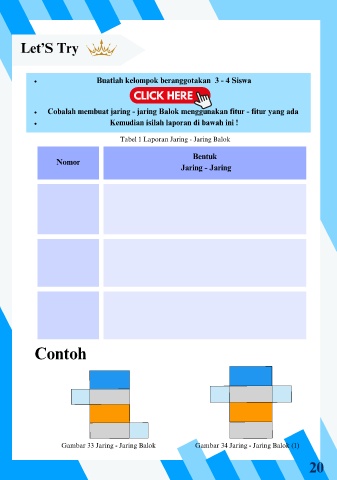 Let'S Try
• Buatlah kelompok beranggotakan 3 - 4 Siswa
CLICK HERE
• Cobalah membuat jaring - jaring Balok menggunakan fitur - fitur yang ada
• Kemudian isilah laporan di bawah ini !
Tabel 1 Laporan Jaring - Jaring Balok
Nomor
Bentuk
Jaring - Jaring
Contoh
Gambar 33 Jaring - Jaring Balok
Gambar 34 Jaring - Jaring Balok (1)
20